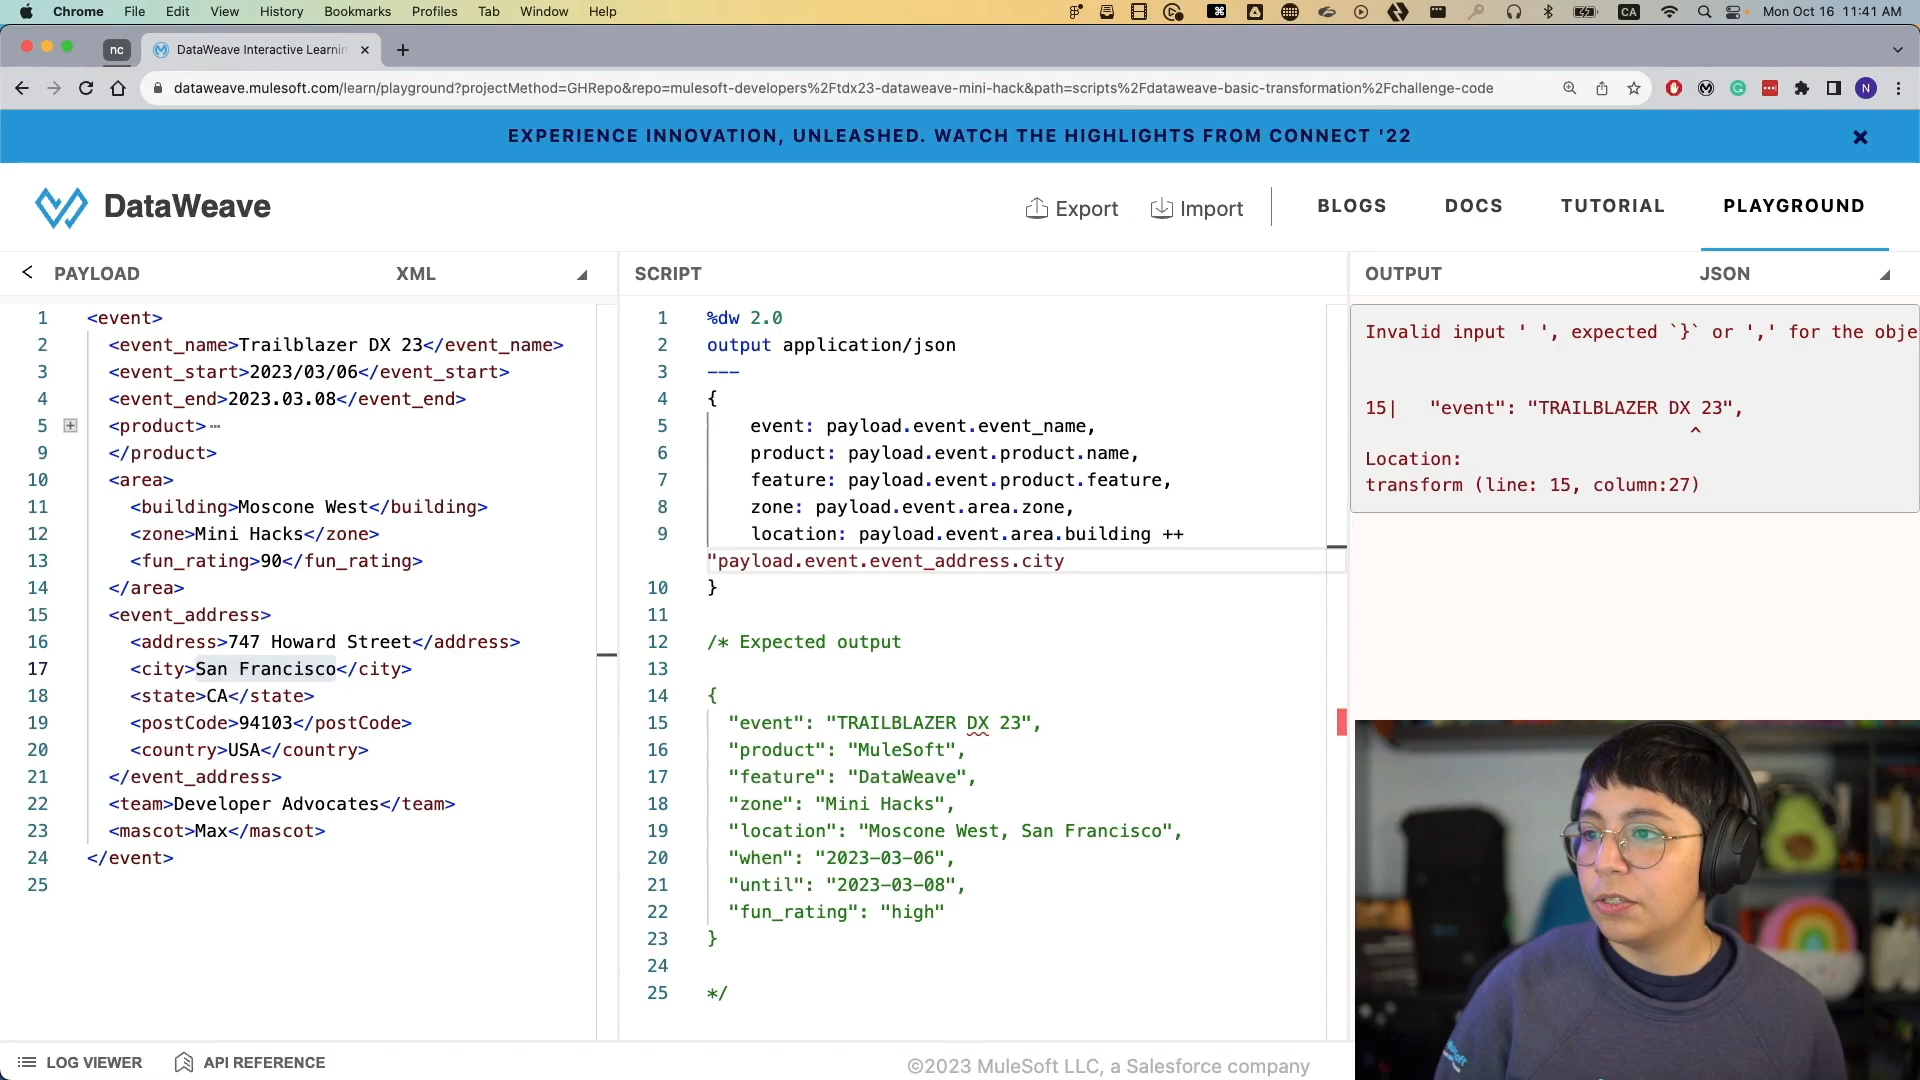 Chrome File Edit View History Bookmarks Profiles Tab Window Help CA Mon Oct 16 11:41 AM
nc DataWeave Interactive Learnin
dataweave.mulesoft.com/learn/playground?projectMethod=GHRepo&repo=mulesoft-developers%2Ftdx23-dataweave-mini-hack&path=scripts%2Fdataweave-basic-transformation%2Fchallenge-code N
EXPERIENCE INNOVATION, UNLEASHED. WATCH THE HIGHLIGHTS FROM CONNECT '22
DataWeave Export Import BLOGS DOCS TUTORIAL PLAYGROUND
PAYLOAD XML
1 <event>
2 <event_name>Trailblazer DX 23</event_name>
3 <event_start>2023/03/06</event_start>
4 <event_end>2023.03.08</event_end>
5 <product>⋯
9 </product>
10 <area>
11 <building>Moscone West</building>
12 <zone>Mini Hacks</zone>
13 <fun_rating>90</fun_rating>
14 </area>
15 <event_address>
16 <address>747 Howard Street</address>
17 <city>San Francisco</city>
18 <state>CA</state>
19 <postCode>94103</postCode>
20 <country>USA</country>
21 </event_address>
22 <team>Developer Advocates</team>
23 <mascot>Max</mascot>
24 </event>
25
SCRIPT
1 %dw 2.0
2 output application/json
3 ---
4 {
5 event: payload.event.event_name,
6 product: payload.event.product.name,
7 feature: payload.event.product.feature,
8 zone: payload.event.area.zone,
9 location: payload.event.area.building ++
"payload.event.event_address.city
10 }
11
12 /* Expected output
13
14 {
15 "event": "TRAILBLAZER DX 23",
16 "product": "MuleSoft",
17 "feature": "DataWeave",
18 "zone": "Mini Hacks",
19 "location": "Moscone West, San Francisco",
20 "when": "2023-03-06",
21 "until": "2023-03-08",
22 "fun_rating": "high"
23 }
24
25 */
OUTPUT JSON
Invalid input ' ', expected `}` or ',' for the obje
15| "event": "TRAILBLAZER DX 23",
^
Location:
transform (line: 15, column:27)
LOG VIEWER API REFERENCE ©2023 MuleSoft LLC, a Salesforce company